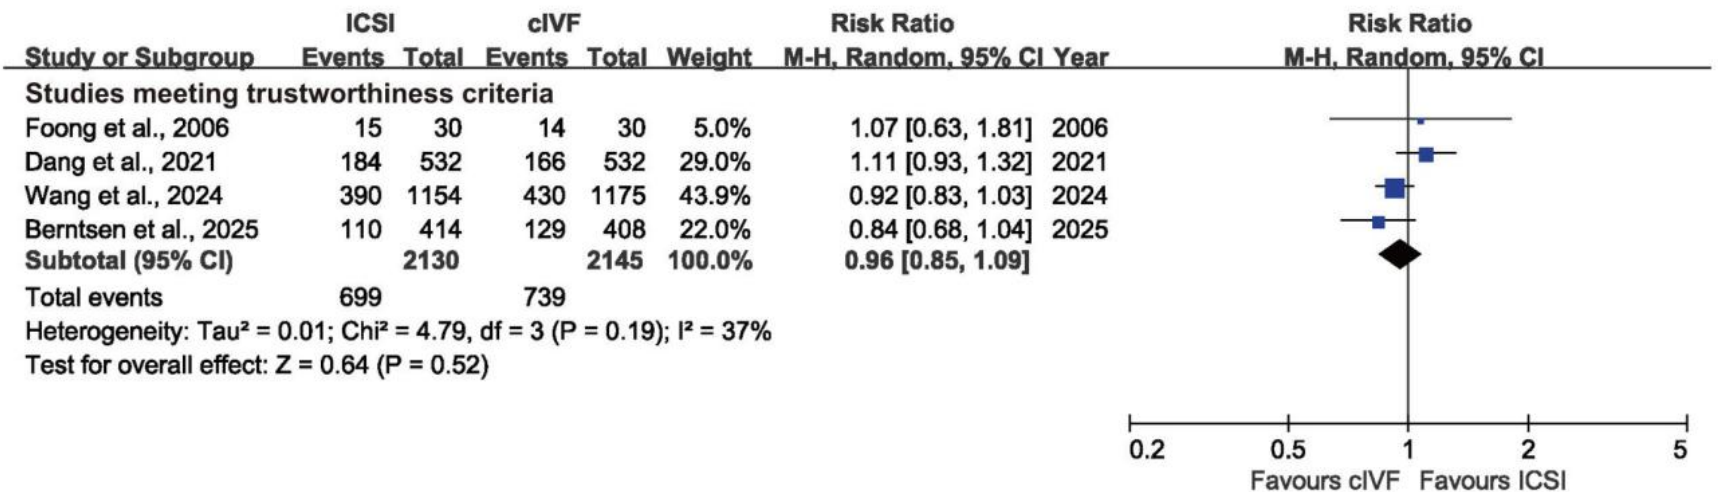 ICSI cIVF Risk Ratio Risk Ratio
Study or Subgroup Events Total Events Total Weight M-H, Random, 95% CI Year M-H, Random, 95% CI
Studies meeting trustworthiness criteria
Foong et al., 2006 15 30 14 30 5.0% 1.07 [0.63, 1.81] 2006
Dang et al., 2021 184 532 166 532 29.0% 1.11 [0.93, 1.32] 2021
Wang et al., 2024 390 1154 430 1175 43.9% 0.92 [0.83, 1.03] 2024
Berntsen et al., 2025 110 414 129 408 22.0% 0.84 [0.68, 1.04] 2025
Subtotal (95% CI) 2130 2145 100.0% 0.96 [0.85, 1.09]
Total events 699 739
Heterogeneity: Tau² = 0.01; Chi² = 4.79, df = 3 (P = 0.19); I² = 37%
Test for overall effect: Z = 0.64 (P = 0.52)
0.2 0.5 1 2 5
Favours cIVF Favours ICSI